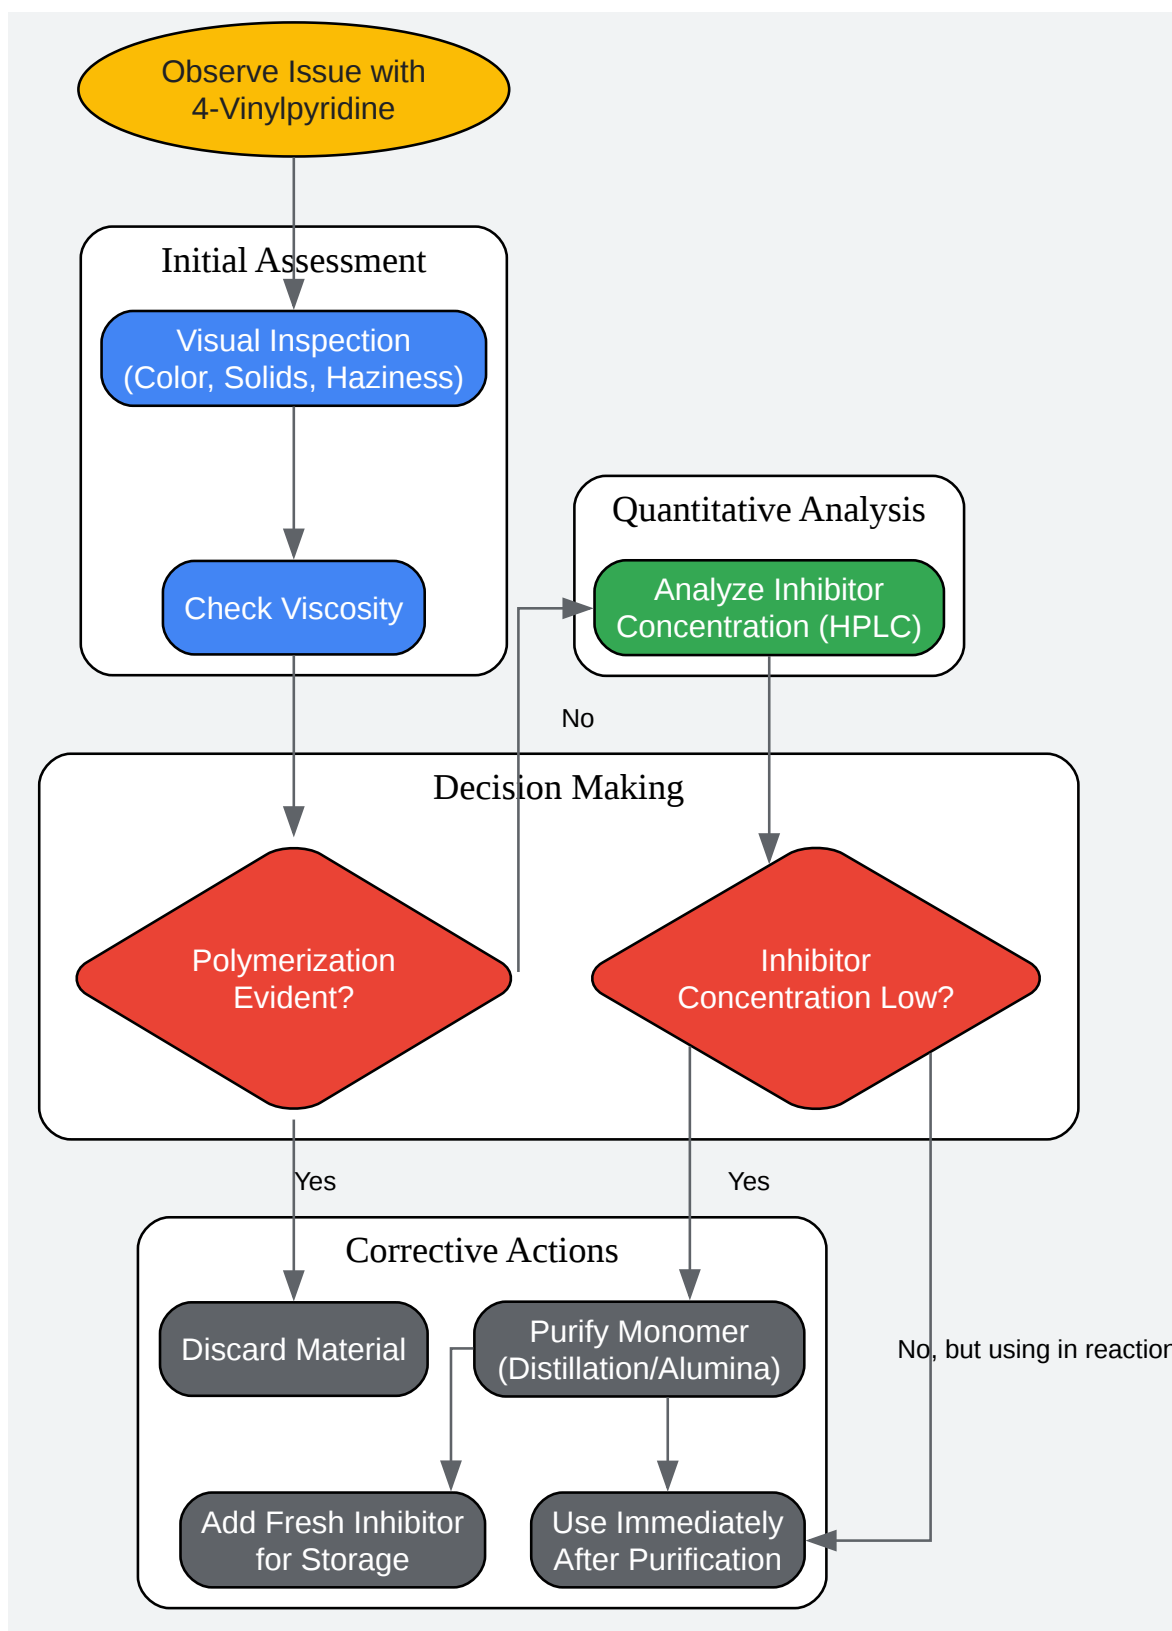 Observe Issue with
4-Vinylpyridine
Initial Assessment
Visual Inspection
(Color, Solids, Haziness)
Check Viscosity
Quantitative Analysis
Analyze Inhibitor
Concentration (HPLC)
No
Decision Making
Polymerization
Evident?
Inhibitor
Concentration Low?
Yes
Yes
Corrective Actions
Discard Material
Purify Monomer
(Distillation/Alumina)
No, but using in reaction
Add Fresh Inhibitor
for Storage
Use Immediately
After Purification